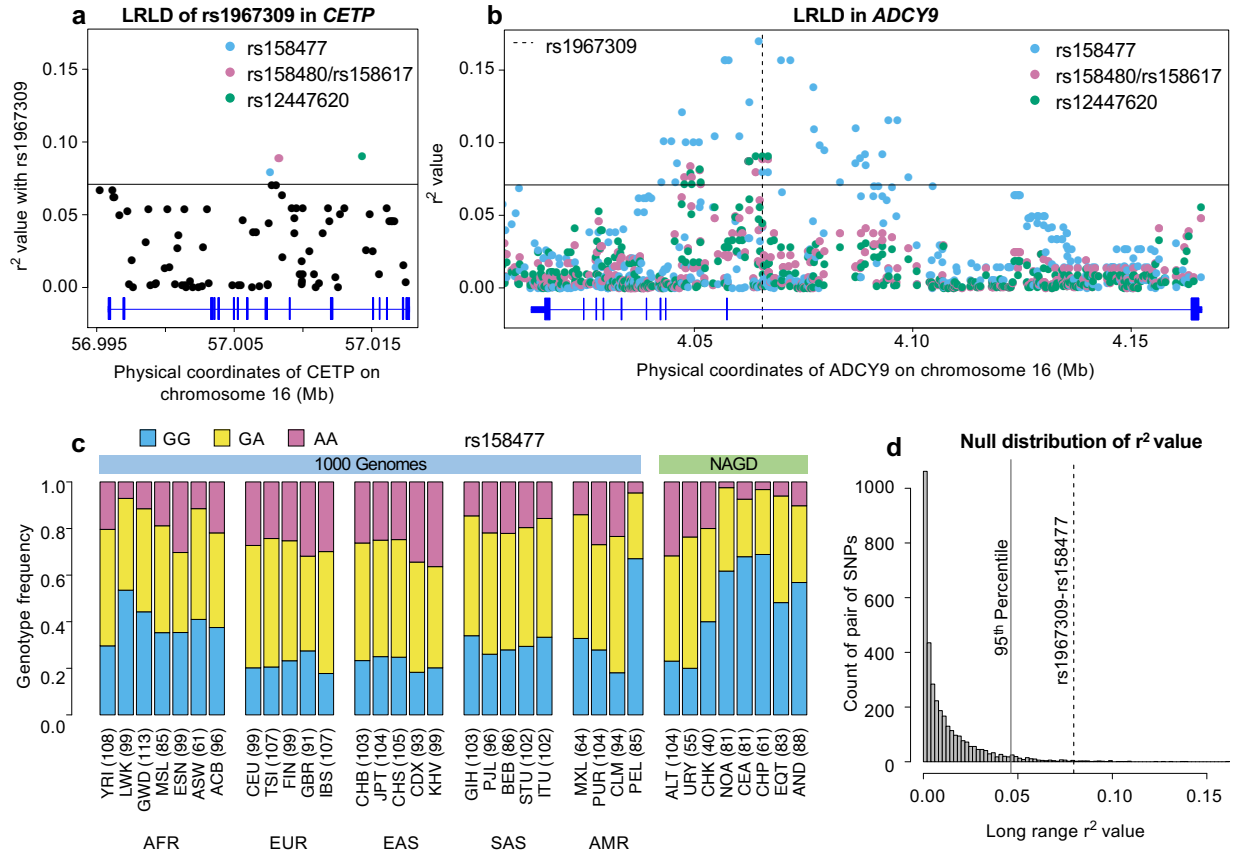 a
LRLD of rs1967309 in CETP
r² value with rs1967309
0.15
0.10
0.05
0.00
rs158477
rs158480/rs158617
rs12447620
56.995
57.005
57.015
Physical coordinates of CETP on
chromosome 16 (Mb)
b
LRLD in ADCY9
r² value
0.15
0.10
0.05
0.00
rs1967309
rs158477
rs158480/rs158617
rs12447620
4.05
4.10
4.15
Physical coordinates of ADCY9 on chromosome 16 (Mb)
c
GG
GA
AA
rs158477
1000 Genomes
NAGD
Genotype frequency
1.0
0.8
0.6
0.4
0.2
0.0
YRI (108)
LWK (99)
GWD (113)
MSL (85)
ESN (99)
ASW (61)
ACB (96)
CEU (99)
TSI (107)
FIN (99)
GBR (91)
IBS (107)
CHB (103)
JPT (104)
CHS (105)
CDX (93)
KHV (99)
GIH (103)
PJL (96)
BEB (86)
STU (102)
ITU (102)
MXL (64)
PUR (104)
CLM (94)
PEL (85)
ALT (104)
URY (55)
CHK (40)
NOA (81)
CEA (81)
CHP (61)
EQT (83)
AND (88)
AFR
EUR
EAS
SAS
AMR
d
Null distribution of r² value
Count of pair of SNPs
1000
800
600
400
200
0
95th Percentile
rs1967309-rs158477
0.00
0.05
0.10
0.15
Long range r² value